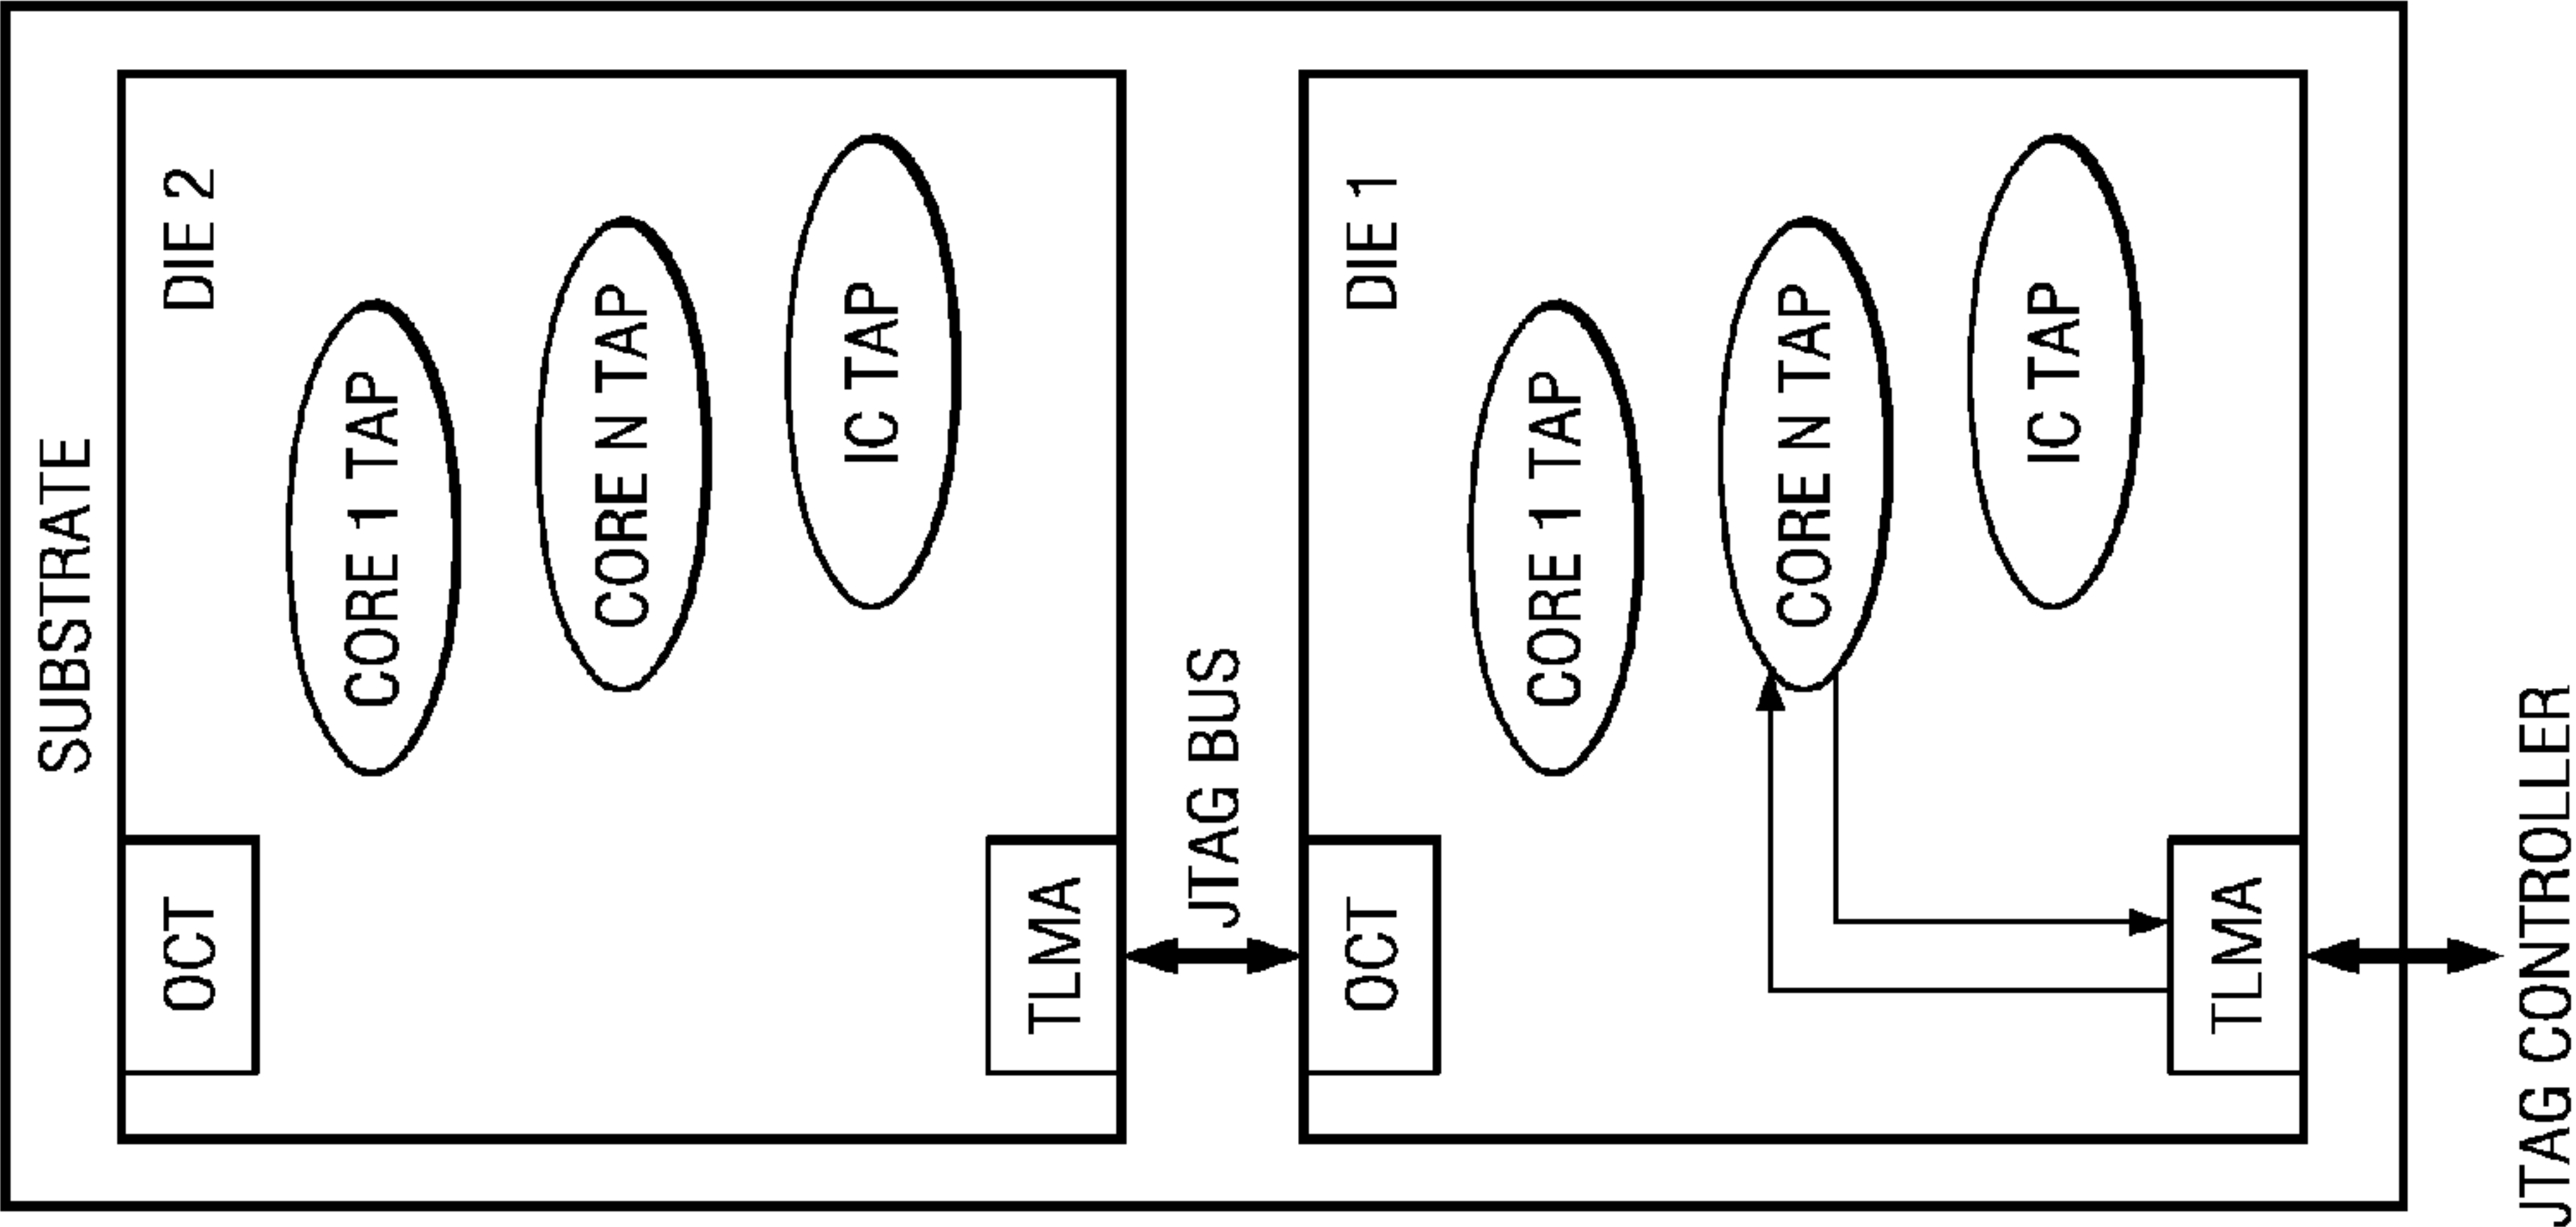 SUBSTRATE
DIE 2
CORE 1 TAP
CORE N TAP
IC TAP
OCT
TLMA
JTAG BUS
DIE 1
CORE 1 TAP
CORE N TAP
IC TAP
OCT
TLMA
JTAG CONTROLLER